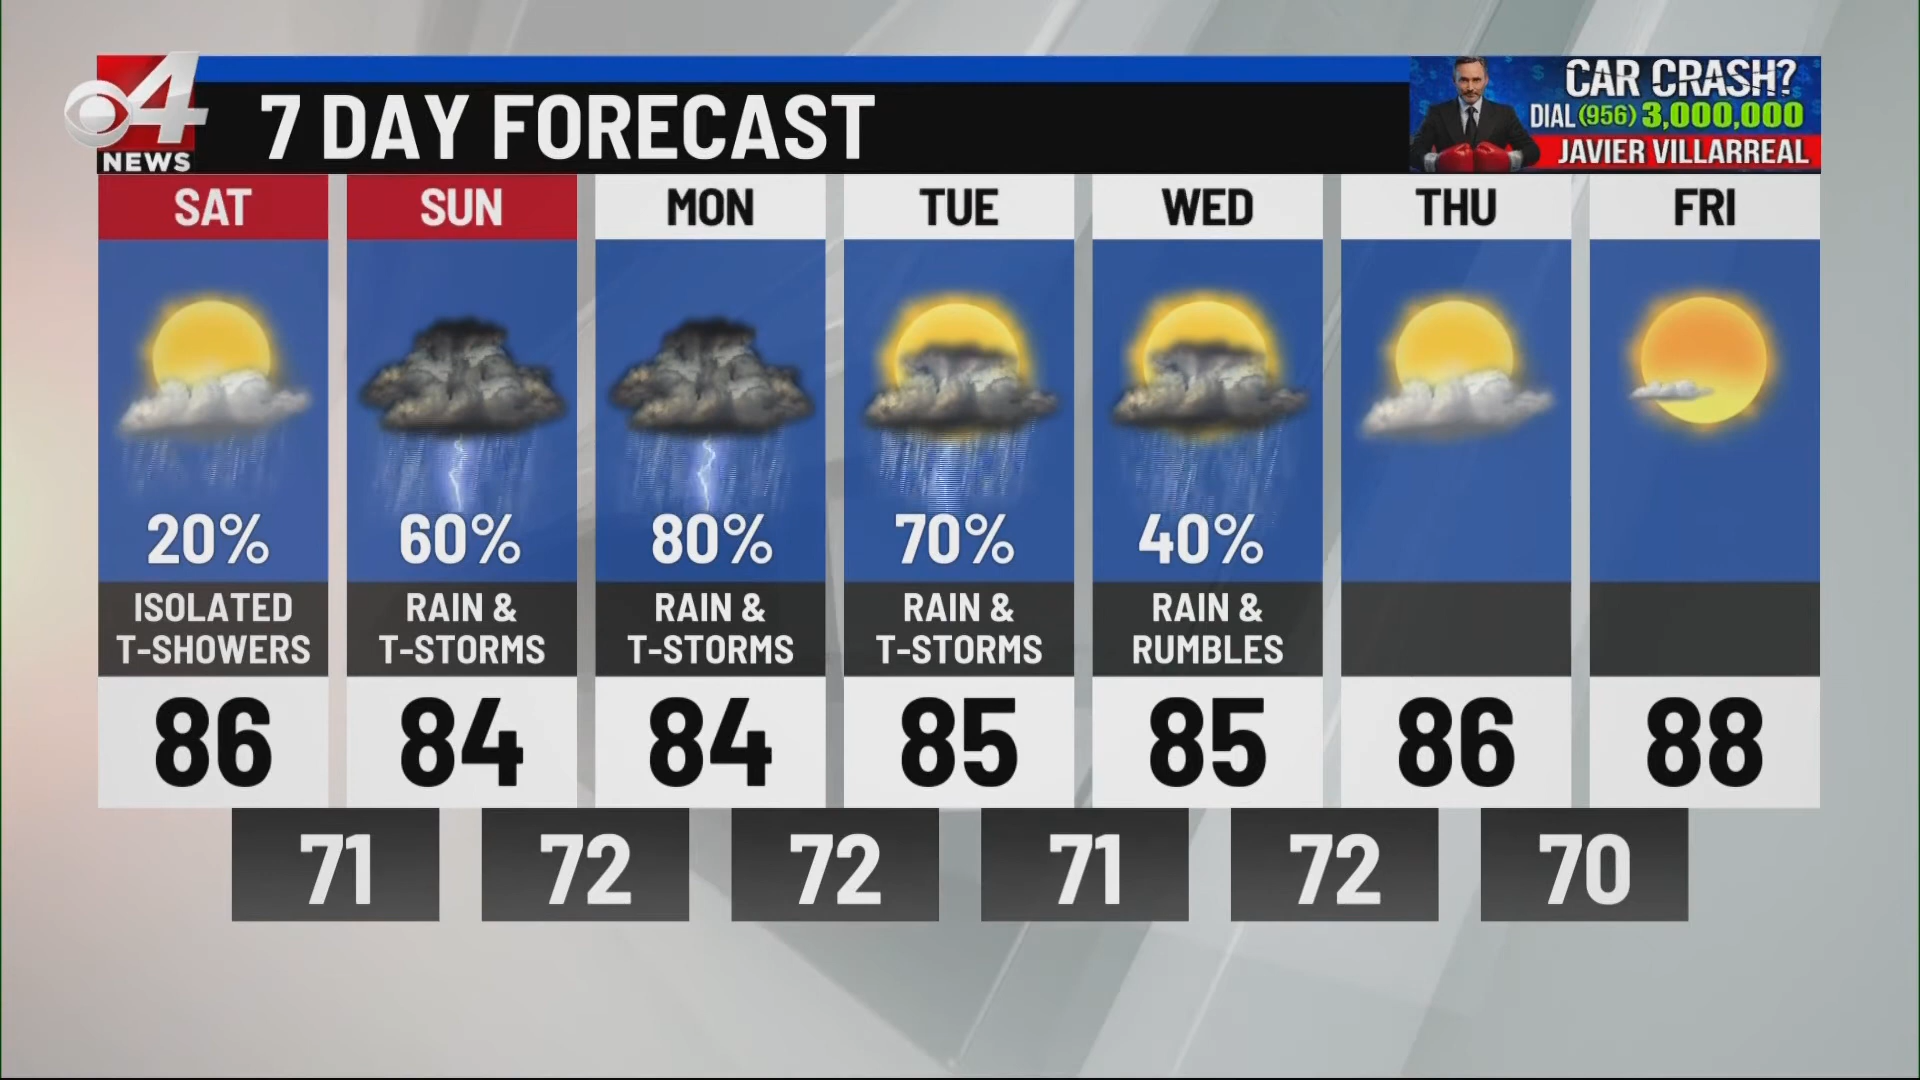 4
NEWS
7 DAY FORECAST
CAR CRASH?
DIAL (956) 3,000,000
JAVIER VILLARREAL
SAT SUN MON TUE WED THU FRI
20% 60% 80% 70% 40%
ISOLATED T-SHOWERS
RAIN & T-STORMS
RAIN & T-STORMS
RAIN & T-STORMS
RAIN & RUMBLES
86 84 84 85 85 86 88
71 72 72 71 72 70